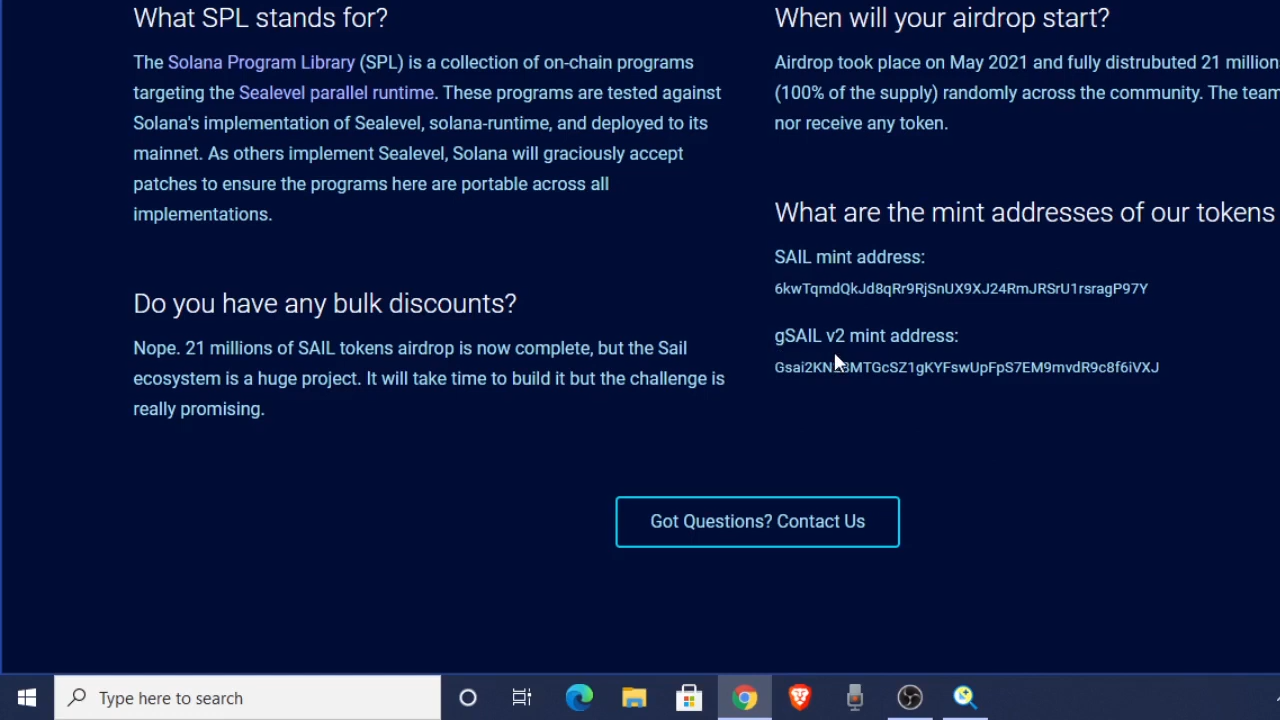 What SPL stands for?
The Solana Program Library (SPL) is a collection of on-chain programs
targeting the Sealevel parallel runtime. These programs are tested against
Solana's implementation of Sealevel, solana-runtime, and deployed to its
mainnet. As others implement Sealevel, Solana will graciously accept
patches to ensure the programs here are portable across all
implementations.
Do you have any bulk discounts?
Nope. 21 millions of SAIL tokens airdrop is now complete, but the Sail
ecosystem is a huge project. It will take time to build it but the challenge is
really promising.
When will your airdrop start?
Airdrop took place on May 2021 and fully distrubuted 21 million
(100% of the supply) randomly across the community. The team
nor receive any token.
What are the mint addresses of our tokens
SAIL mint address:
6kwTqmdQkJd8qRr9RjSnUX9XJ24RmJRSrU1rsragP97Y
gSAIL v2 mint address:
Got Questions? Contact Us
Type here to search